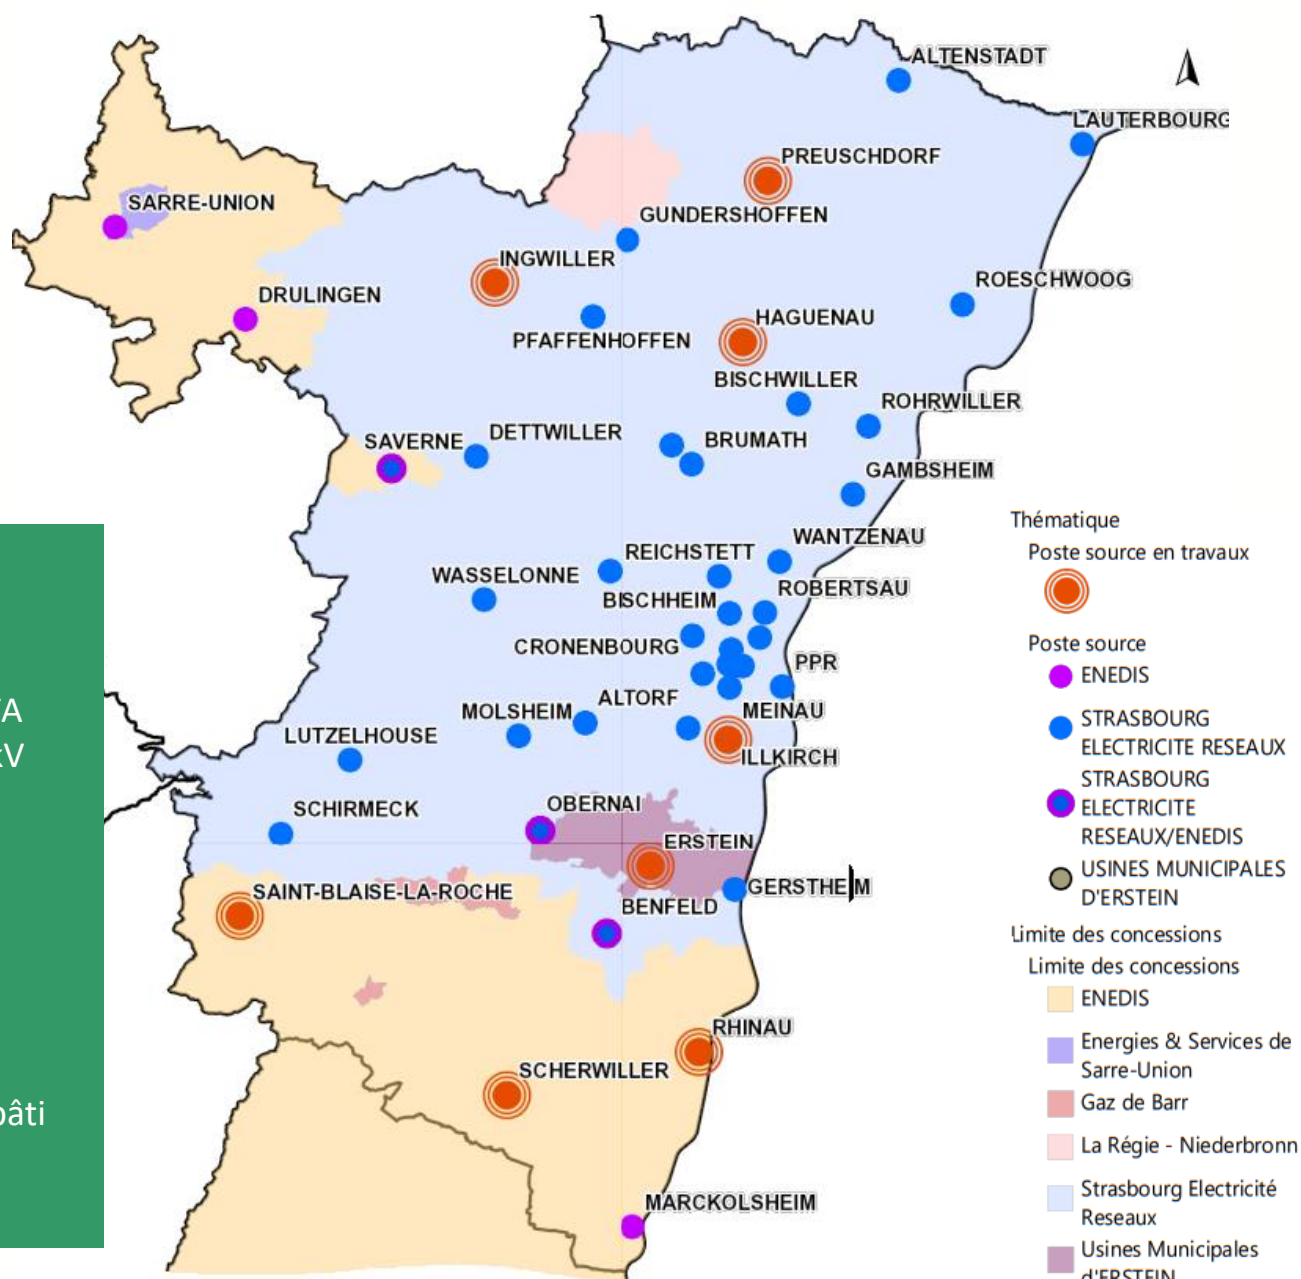 ALTENSTADT
LAUTERBOURG
PREUSCHDORF
SARRE-UNION
GUNDERSHOFFEN
INGWILLER
ROESCHWOOG
DRULINGEN
HAGUENAU
PFAFFENHOFFEN
BISCHWILLER
ROHRWILLER
SAVERNE
DETTWILLER
BRUMATH
GAMBSHEIM
WANTZENAU
REICHSTETT
WASSELONNE
ROBERTSAU
BISCHHEIM
CRONENBOURG
PPR
ALTORF
MOLSHEIM
MEINAU
LUTZELHOUSE
ILLKIRCH
SCHIRMECK
OBERNAI
ERSTEIN
SAINT-BLAISE-LA-ROCHE
GERSTHEIM
BENFELD
RHINAU
SCHERWILLER
MARCKOLSHEIM
A
kV
bâti
Thématique
Poste source en travaux
Poste source
ENEDIS
STRASBOURG
ELECTRICITE RESEAUX
STRASBOURG
ELECTRICITE
RESEAUX/ENEDIS
USINES MUNICIPALES
D'ERSTEIN
Limite des concessions
Limite des concessions
ENEDIS
Energies & Services de
Sarre-Union
Gaz de Barr
La Régie - Niederbronn
Strasbourg Electricité
Reseaux
Usines Municipales
d'ERSTEIN